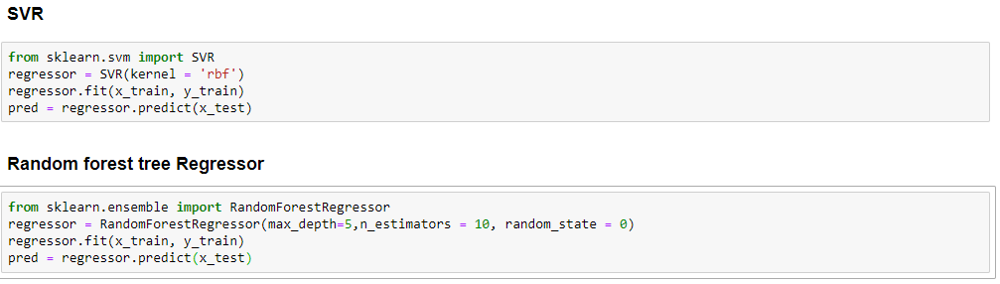 SVR
from sklearn.svm import SVR
regressor = SVR(kernel = 'rbf')
regressor.fit(x_train, y_train)
pred = regressor.predict(x_test)
Random forest tree Regressor
from sklearn.ensemble import RandomForestRegressor
regressor = RandomForestRegressor(max_depth=5,n_estimators = 10, random_state = 0)
regressor.fit(x_train, y_train)
pred = regressor.predict(x_test)